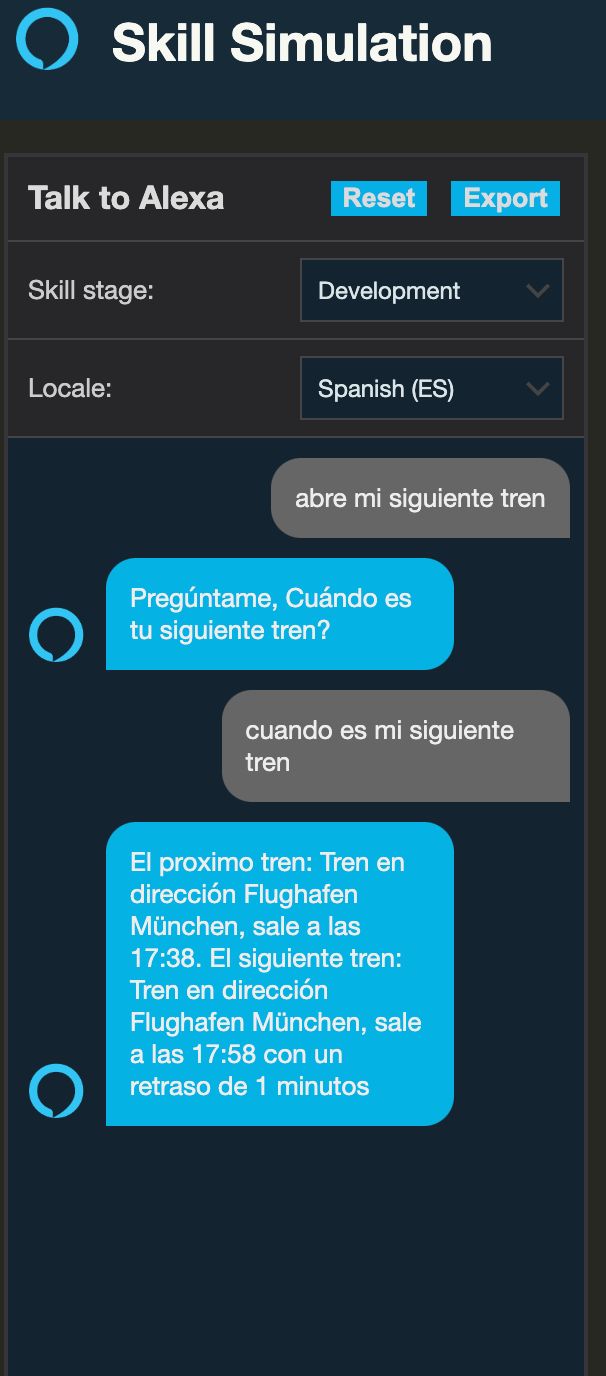 Skill Simulation
Talk to Alexa
Reset
Export
Skill stage:
Development
Locale:
Spanish (ES)
abre mi siguiente tren
Pregúntame, Cuándo es
tu siguiente tren?
cuando es mi siguiente
tren
El proximo tren: Tren en
dirección Flughafen
München, sale a las
17:38. El siguiente tren:
Tren en dirección
Flughafen München, sale
a las 17:58 con un
retraso de 1 minutos